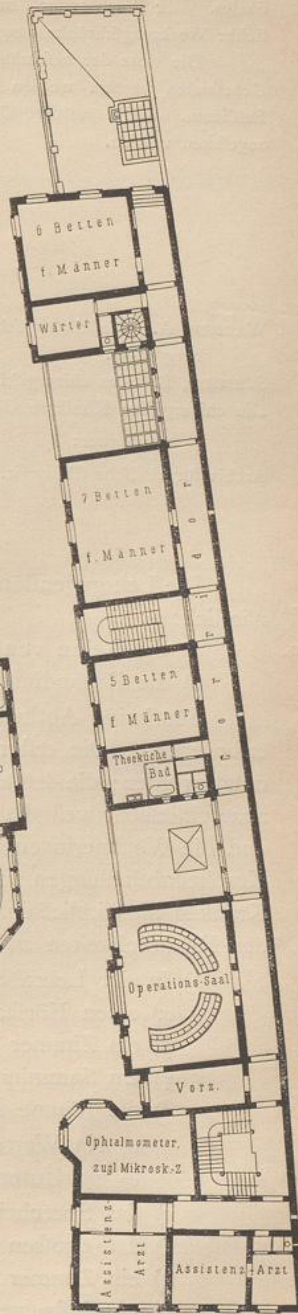 6 Betten
f. Männer
Wärter
7 Betten
f. Männer
5 Betten
f. Männer
Corridor
Theeküche
Bad
Operations-Saal
Vorz.
Ophtalmometer,
zugl Mikrosk.-Z.
Assistenz-
Arzt
Assistenz-Arzt